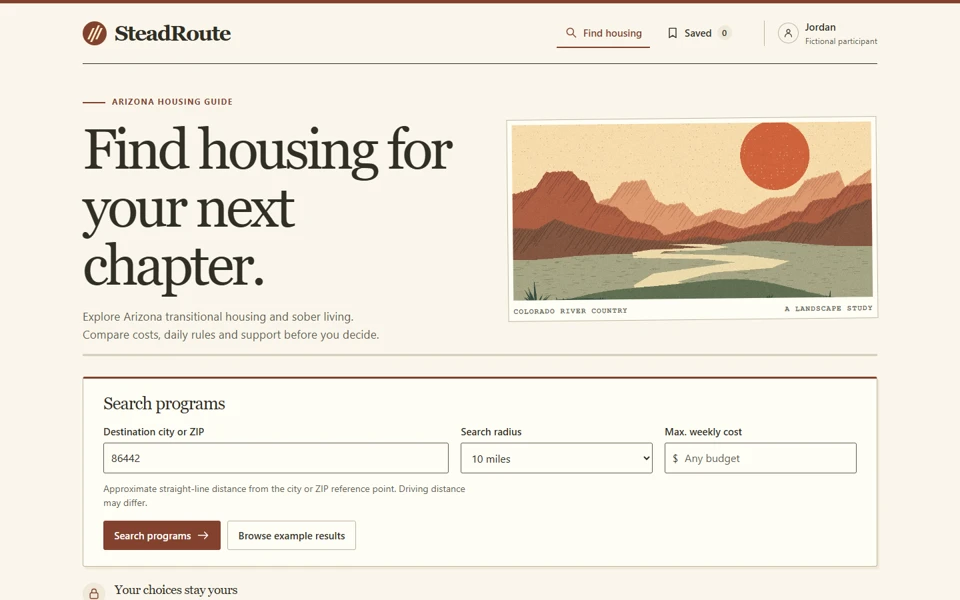 SteadRoute
Find housing
Saved 0
Jordan
Fictional participant
ARIZONA HOUSING GUIDE
Find housing for
your next
chapter.
Explore Arizona transitional housing and sober living.
Compare costs, daily rules and support before you decide.
COLORADO RIVER COUNTRY
A LANDSCAPE STUDY
Search programs
Destination city or ZIP
86442
Search radius
10 miles
Max. weekly cost
$ Any budget
Approximate straight-line distance from the city or ZIP reference point. Driving distance
may differ.
Search programs →
Browse example results
Your choices stay yours